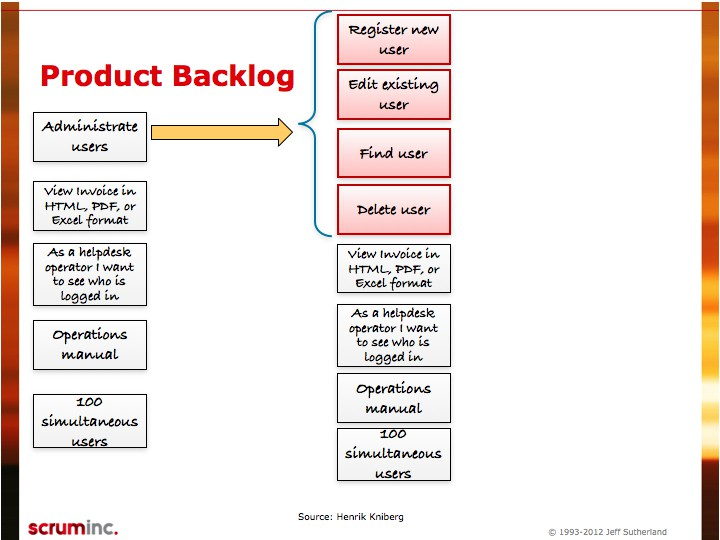 Product Backlog
Administrate
users
View Invoice in
HTML, PDF, or
Excel format
As a helpdesk
operator I want
to see who is
logged in
Operations
manual
100
simultaneous
users
Register new
user
Edit existing
user
Find user
Delete user
View Invoice in
HTML, PDF, or
Excel format
As a helpdesk
operator I want
to see who is
logged in
Operations
manual
100
simultaneous
users
Source: Henrik Kniberg
scruminc.
© 1993-2012 Jeff Sutherland